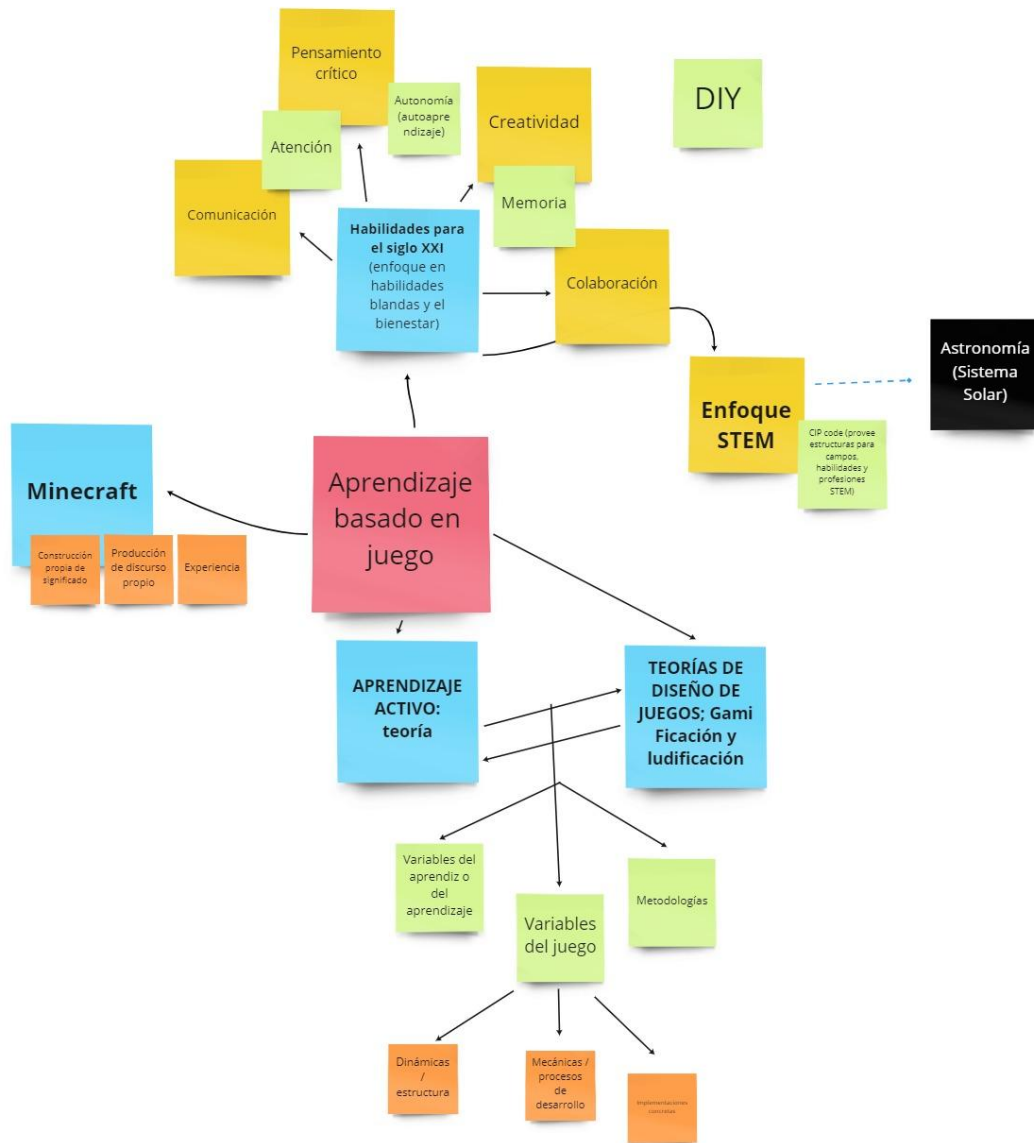 Pensamiento
crítico
Autonomía
(autoapre
ndizaje)
Creatividad
DIY
Atención
Memoria
Comunicación
Habilidades para
el siglo XXI
(enfoque en
habilidades
blandas y el
bienestar)
Colaboración
Astronomía
(Sistema
Solar)
Enfoque
STEM
CIP code (provee
estructuras para
campos,
habilidades y
profesiones
STEM)
Minecraft
Construcción
propia de
significado
Producción
de discurso
propio
Experiencia
Aprendizaje
basado en
juego
APRENDIZAJE
ACTIVO:
teoría
TEORÍAS DE
DISEÑO DE
JUEGOS; Gami
Ficación y
ludificación
Variables del
aprendiz o
del
aprendizaje
Variables
del juego
Metodologías
Dinámicas
/
estructura
Mecánicas /
procesos
de
desarrollo
Implementaciones
concretas